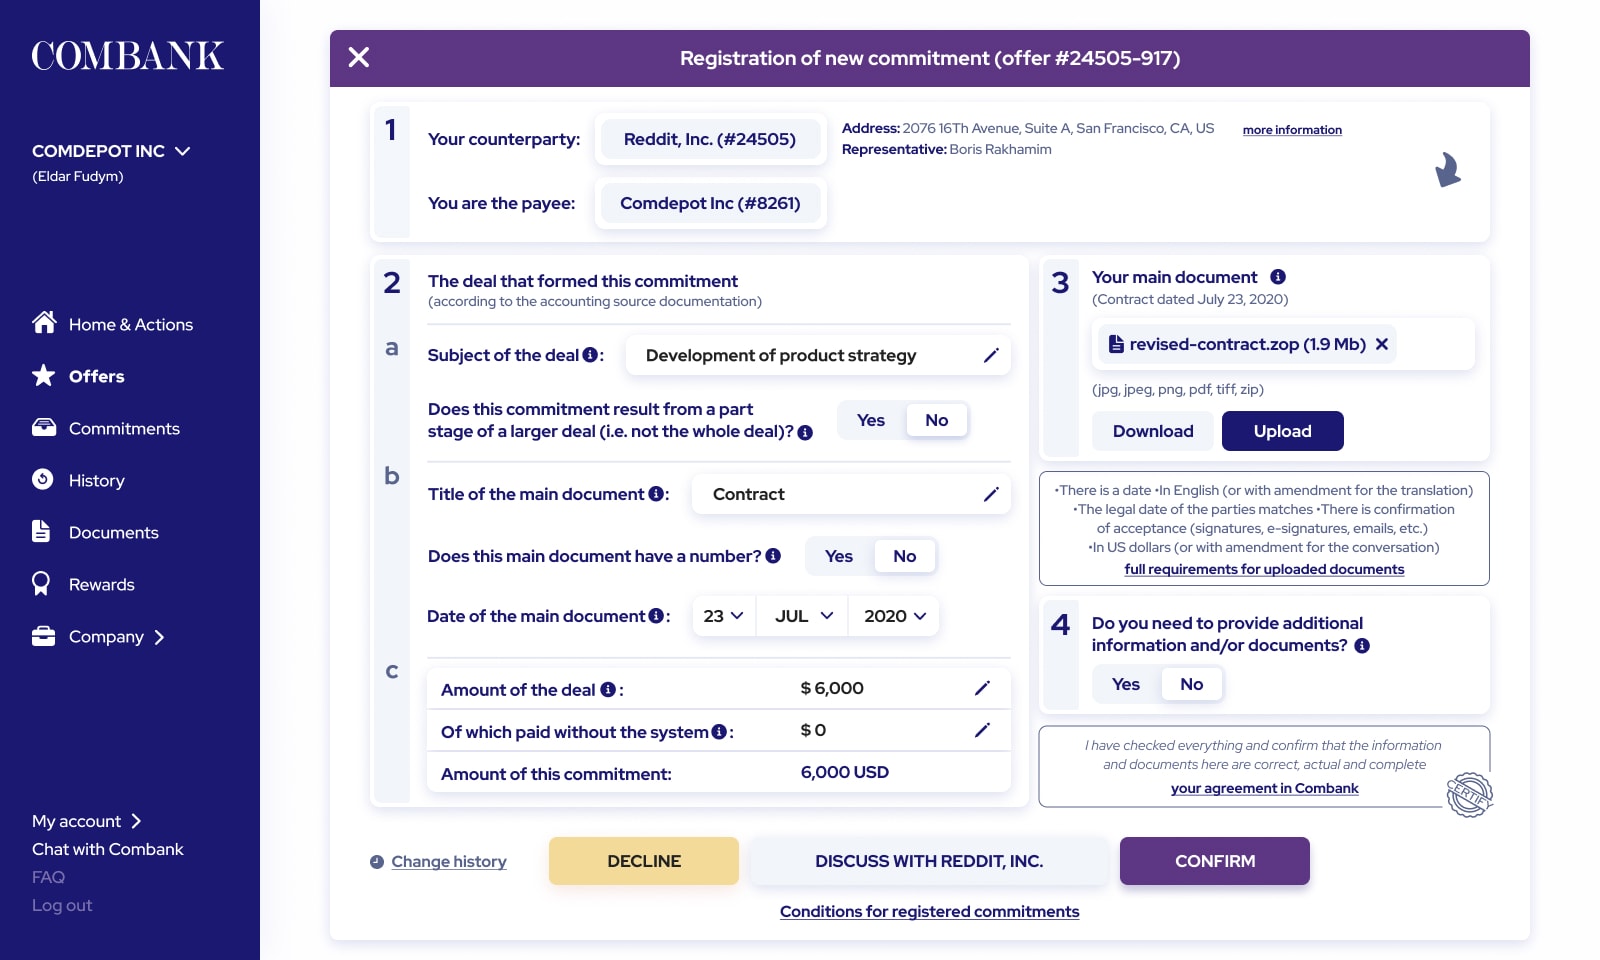 COMBANK
COMDEPOT INC
(Eldar Fudym)
Home & Actions
Offers
Commitments
History
Documents
Rewards
Company
My account
Chat with Combank
FAQ
Log out
Registration of new commitment (offer #24505-917)
1
Your counterparty:
Reddit, Inc. (#24505)
Address: 2076 16Th Avenue, Suite A, San Francisco, CA, US
more information
Representative: Boris Rakhamim
You are the payee:
Comdepot Inc (#8261)
2
The deal that formed this commitment
(according to the accounting source documentation)
a
Subject of the deal :
Development of product strategy
Does this commitment result from a part
stage of a larger deal (i.e. not the whole deal)?
Yes
No
b
Title of the main document :
Contract
Does this main document have a number?
Yes
No
Date of the main document :
23
JUL
2020
c
Amount of the deal :
$ 6,000
Of which paid without the system :
$ 0
Amount of this commitment:
6,000 USD
3
Your main document
(Contract dated July 23, 2020)
revised-contract.zop (1.9 Mb)
(jpg, jpeg, png, pdf, tiff, zip)
Download
Upload
•There is a date •In English (or with amendment for the translation)
•The legal date of the parties matches •There is confirmation
of acceptance (signatures, e-signatures, emails, etc.)
•In US dollars (or with amendment for the conversation)
full requirements for uploaded documents
4
Do you need to provide additional
information and/or documents?
Yes
No
I have checked everything and confirm that the information
and documents here are correct, actual and complete
your agreement in Combank
CERTIFY
Change history
DECLINE
DISCUSS WITH REDDIT, INC.
CONFIRM
Conditions for registered commitments